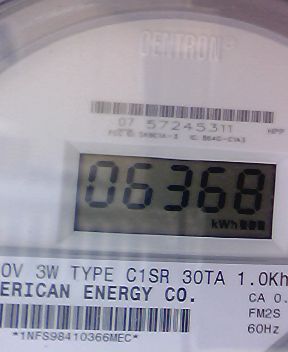 CENTRON®
07 57245311
06368
kWh
0V 3W TYPE C1SR 30TA 1.0Kh
ERICAN ENERGY CO.
CA 0.
FM2S
60Hz
*1NFS98410366MEC*